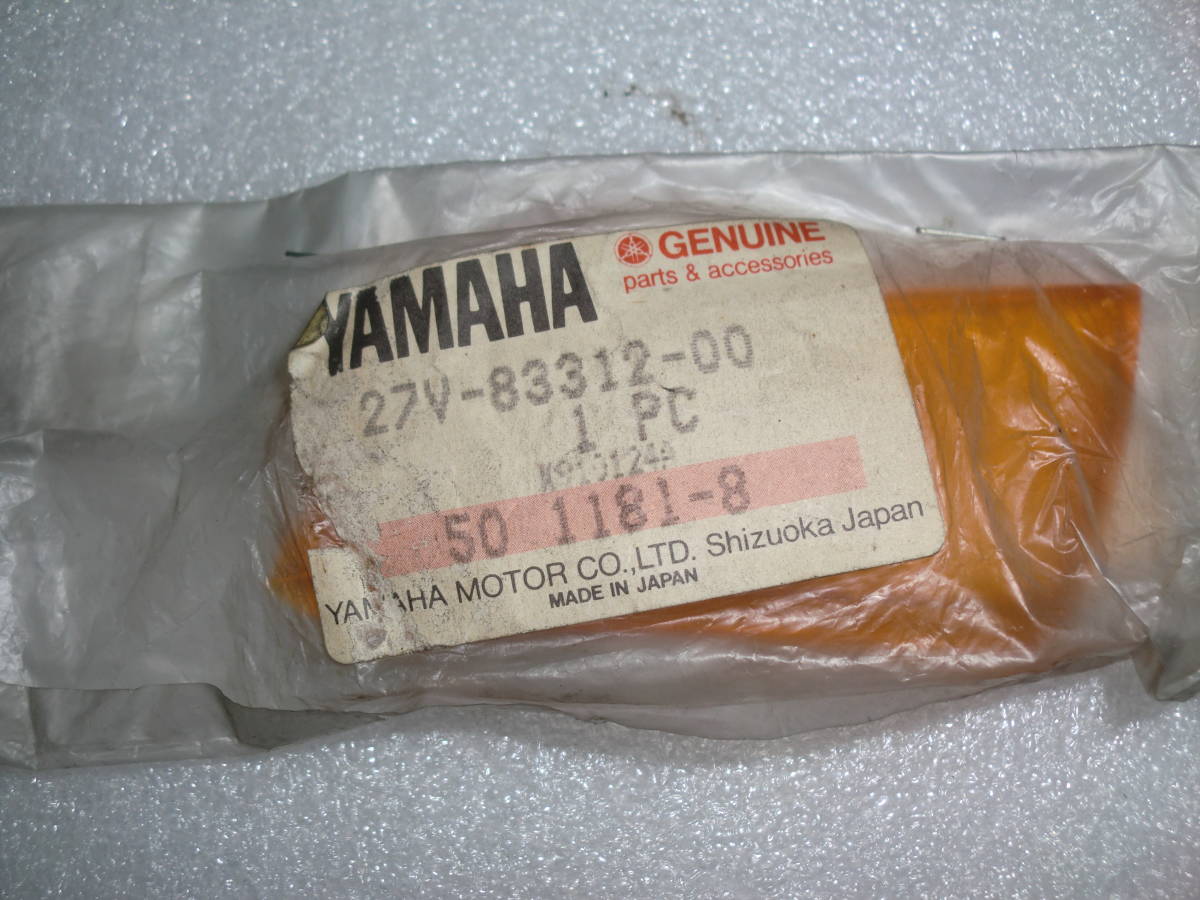 YAMAHA
GENUINE
parts & accessories
27V-83312-00
1 PC
50 1181-8
YAMAHA MOTOR CO.,LTD. Shizuoka Japan
MADE IN JAPAN